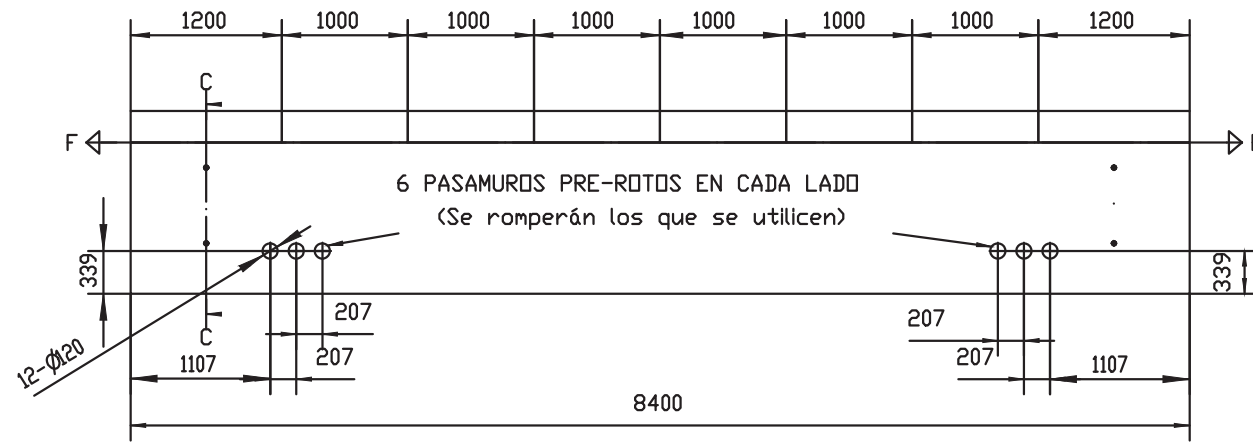 1200 1000 1000 1000 1000 1000 1000 1200
C
F
6 PASAMUROS PRE-ROTOS EN CADA LADO
(Se romperán los que se utilicen)
339 339
207 207
C
12-Ø120
1107 207 207 1107
8400